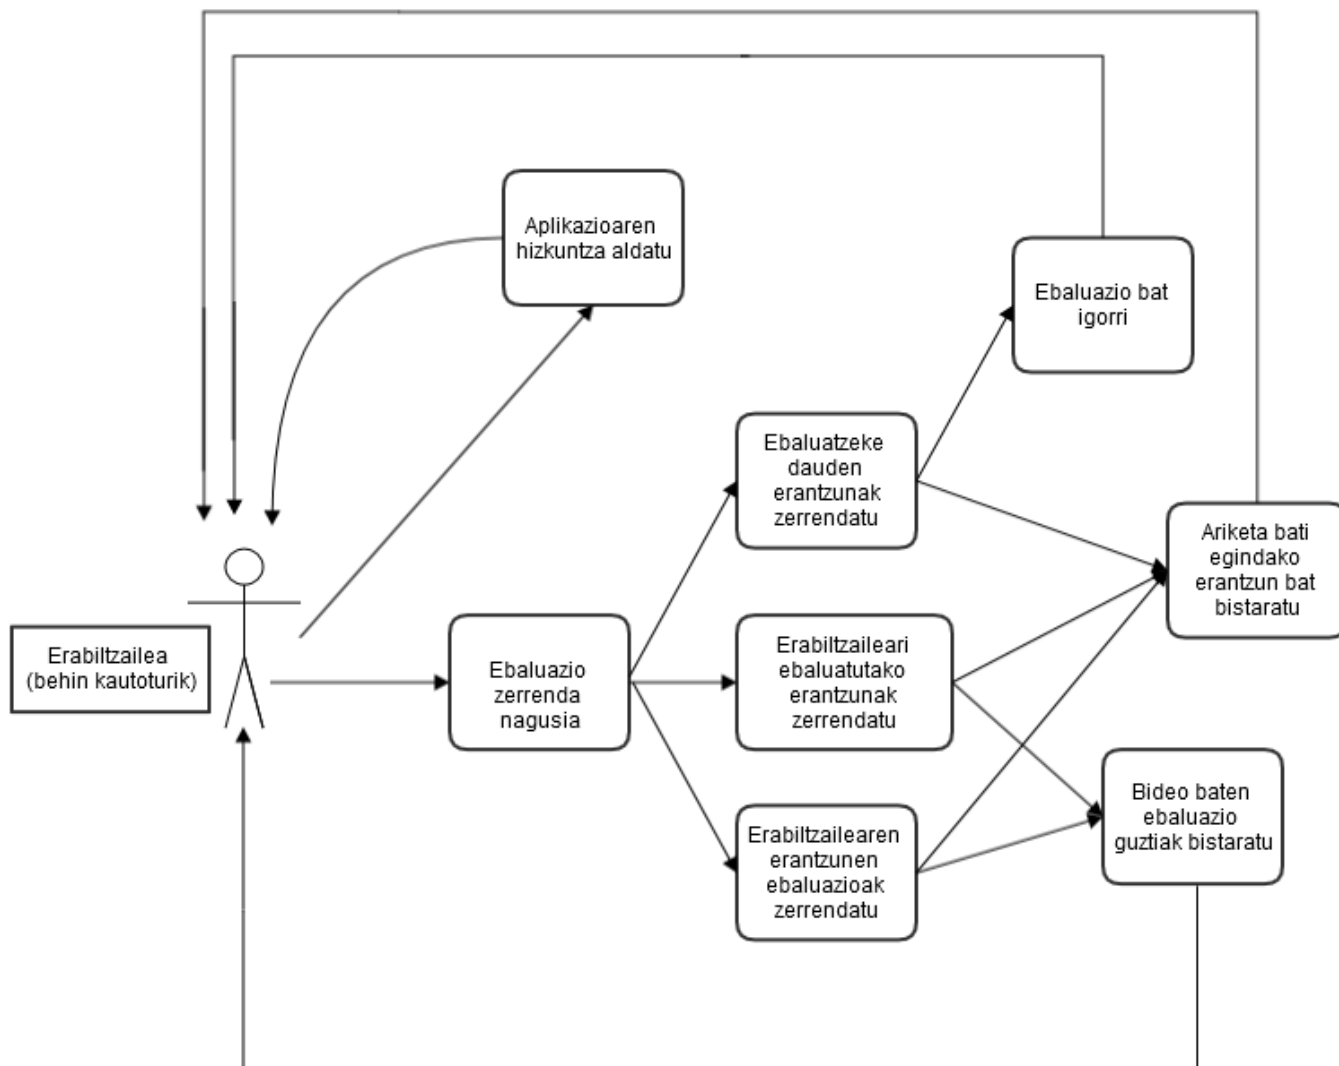 Aplikazioaren
hizkuntza aldatu
Ebaluazio bat
igorri
Ebaluatzeke
dauden
erantzunak
zerrendatu
Ariketa bati
egindako
erantzun bat
bistaratu
Erabiltzailea
(behin kautoturik)
Ebaluazio
zerrenda
nagusia
Erabiltzaileari
ebaluatutako
erantzunak
zerrendatu
Bideo baten
ebaluazio
guztiak bistaratu
Erabiltzailearen
erantzunen
ebaluazioak
zerrendatu